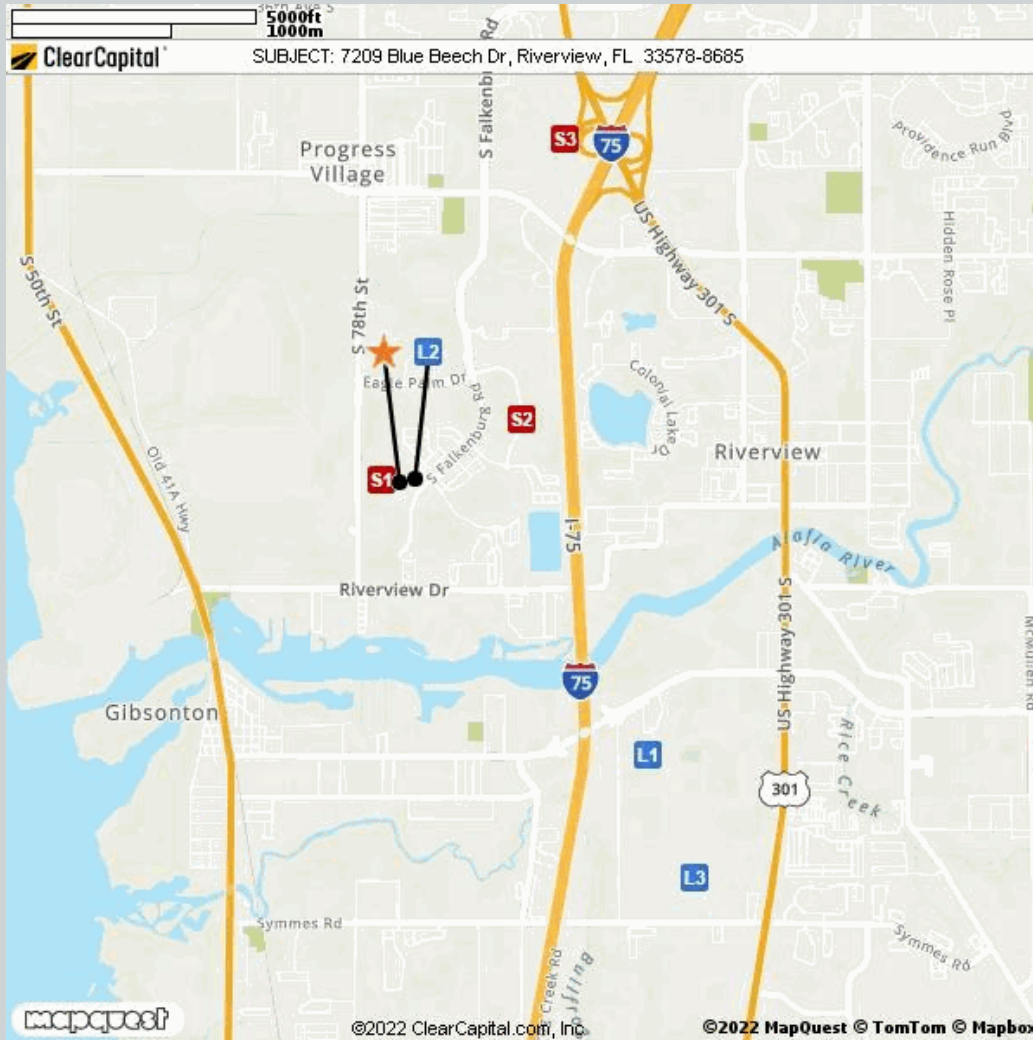 36th Ave S
5000ft
1000m
ClearCapital
SUBJECT: 7209 Blue Beech Dr, Riverview, FL 33578-8685
S Falkenburg Rd
S3
75
Progress
Village
Providence Run Blvd
US Highway 301 S
Hidden Rose Pl
S 50th St
S 78th St
L2
Eagle Palm Dr
Colonial Lake Dr
S2
S Falkenburg Rd
Riverview
S1
Old 41A Hwy
I-75
Alafia River
Riverview Dr
US Highway 301 S
McMullen Rd
75
Gibsonton
L1
Rice Creek
301
L3
Symmes Rd
Symmes Rd
Creek Rd
mapquest
©2022 ClearCapital.com, Inc.
©2022 MapQuest © TomTom © Mapbox